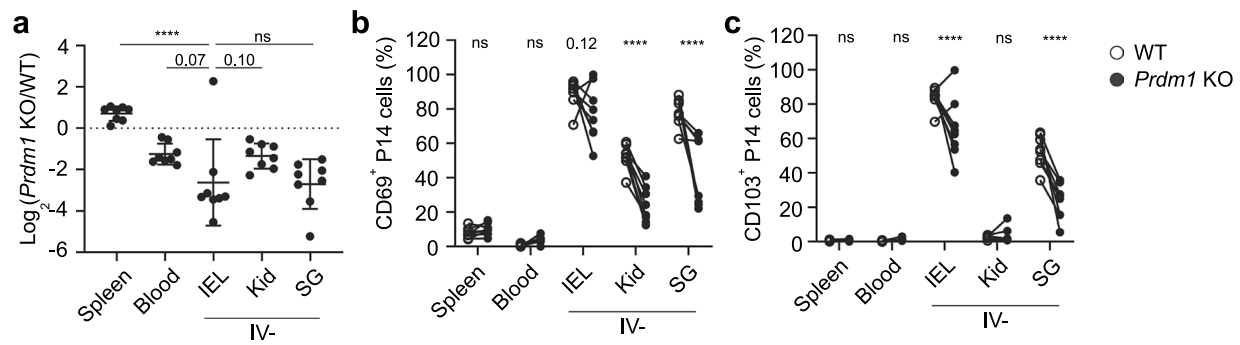 a
Log2(Prdm1 KO/WT)
4
2
0
-2
-4
-6
****
ns
0.07
0.10
Spleen
Blood
IEL
Kid
SG
IV-
b
CD69+ P14 cells (%)
120
100
80
60
40
20
0
ns
ns
0.12
****
****
Spleen
Blood
IEL
Kid
SG
IV-
c
CD103+ P14 cells (%)
120
100
80
60
40
20
0
ns
ns
****
ns
****
Spleen
Blood
IEL
Kid
SG
IV-
WT
Prdm1 KO